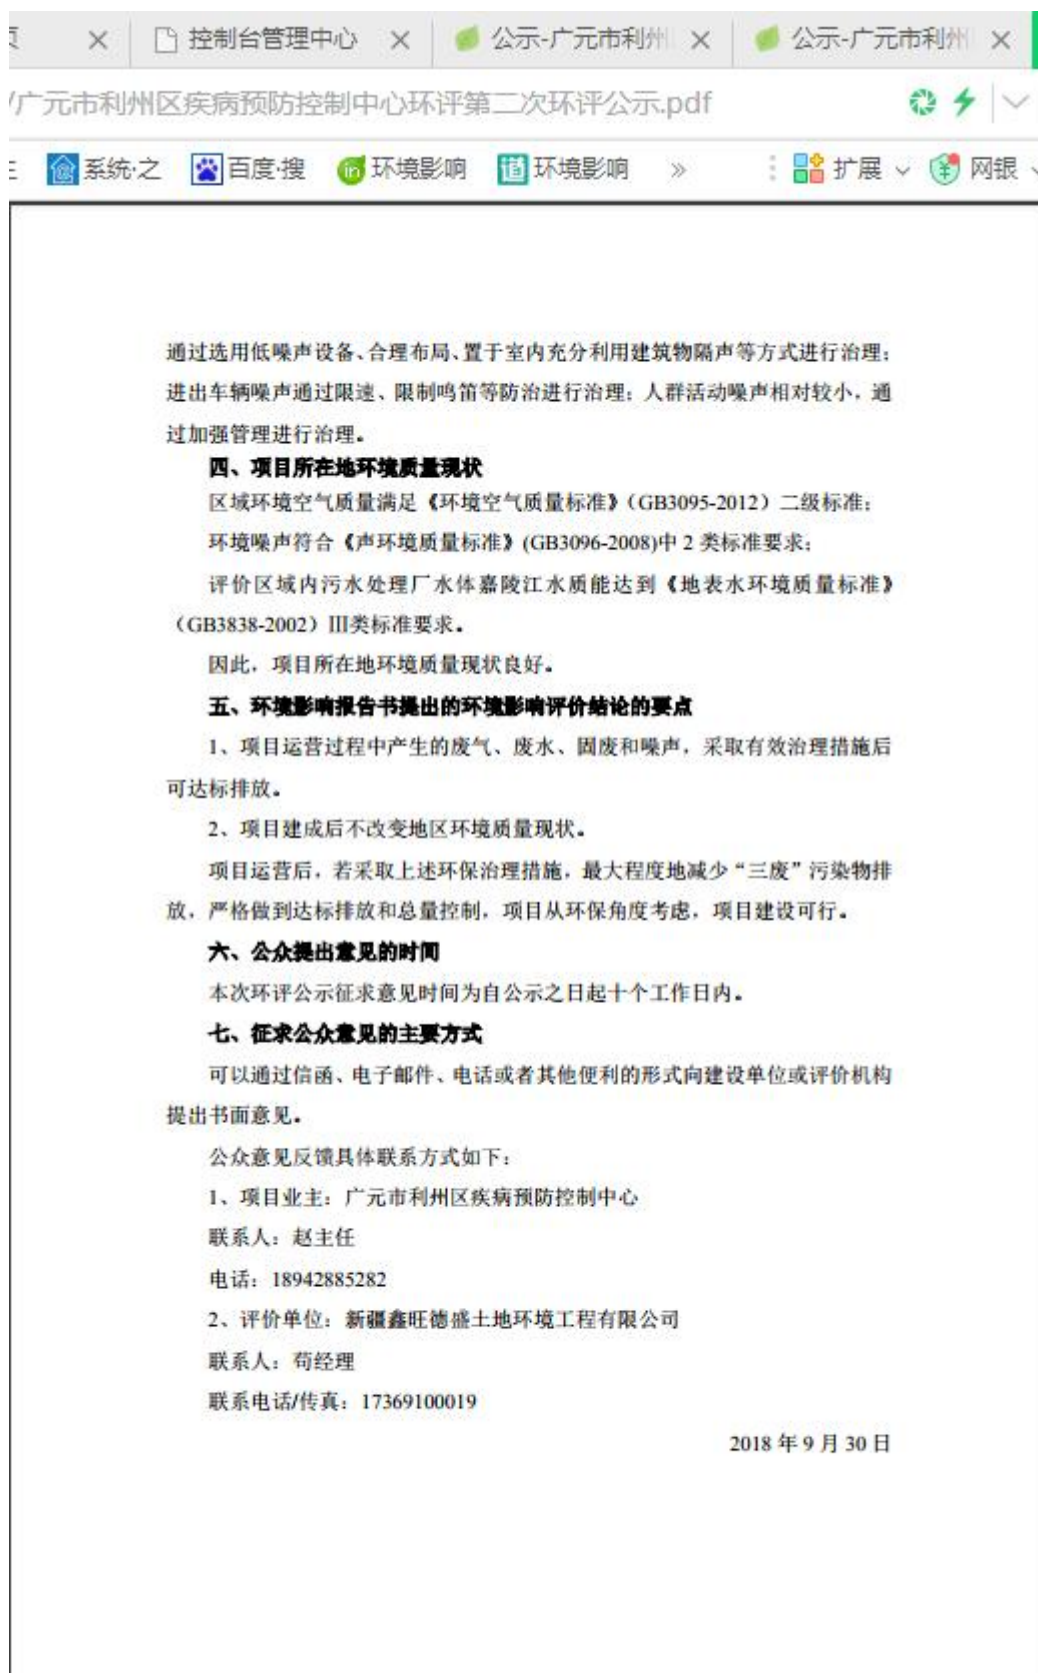 控制台管理中心
公示-广元市利州
公示-广元市利州
/广元市利州区疾病预防控制中心环评第二次环评公示.pdf
系统·之 百度·搜 环境影响 环境影响 » 扩展 网银
通过选用低噪声设备、合理布局、置于室内充分利用建筑物隔声等方式进行治理；
进出车辆噪声通过限速、限制鸣笛等防治进行治理；人群活动噪声相对较小，通
过加强管理进行治理。
四、项目所在地环境质量现状
区域环境空气质量满足《环境空气质量标准》（GB3095-2012）二级标准；
环境噪声符合《声环境质量标准》(GB3096-2008)中 2 类标准要求；
评价区域内污水处理厂水体嘉陵江水质能达到《地表水环境质量标准》
（GB3838-2002）Ⅲ类标准要求。
因此，项目所在地环境质量现状良好。
五、环境影响报告书提出的环境影响评价结论的要点
1、项目运营过程中产生的废气、废水、固废和噪声，采取有效治理措施后
可达标排放。
2、项目建成后不改变地区环境质量现状。
项目运营后，若采取上述环保治理措施，最大程度地减少“三废”污染物排
放，严格做到达标排放和总量控制，项目从环保角度考虑，项目建设可行。
六、公众提出意见的时间
本次环评公示征求意见时间为自公示之日起十个工作日内。
七、征求公众意见的主要方式
可以通过信函、电子邮件、电话或者其他便利的形式向建设单位或评价机构
提出书面意见。
公众意见反馈具体联系方式如下：
1、项目业主：广元市利州区疾病预防控制中心
联系人：赵主任
电话：18942885282
2、评价单位：新疆鑫旺德盛土地环境工程有限公司
联系人：苟经理
联系电话/传真：17369100019
2018 年 9 月 30 日